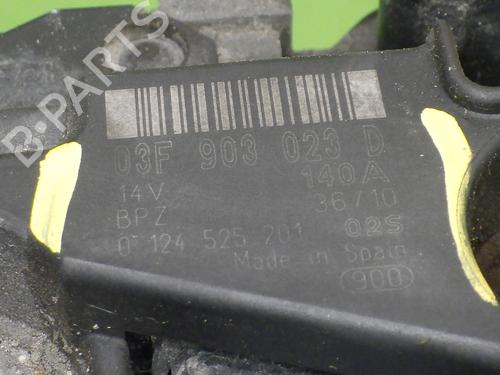 B-PARTS
03F 903 023 D
14V 140A
BPZ 36/10
0 124 525 201 02S
Made in Spain
900